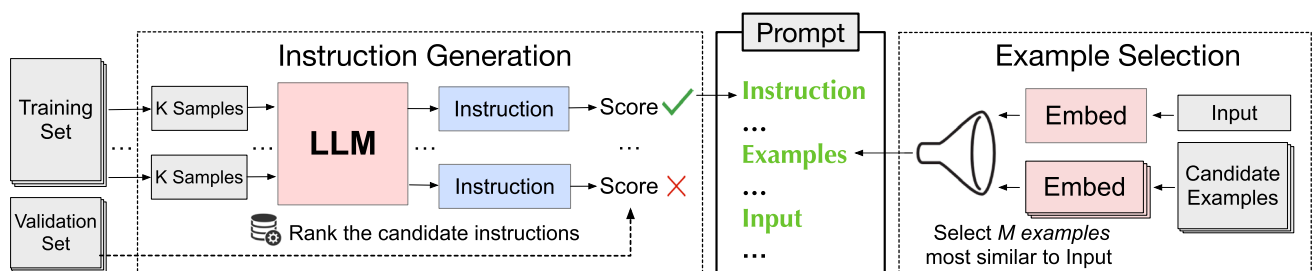 Instruction Generation
Training
Set
...
Validation
Set
K Samples
...
K Samples
...
LLM
...
Instruction
...
Instruction
Score
...
Score
Rank the candidate instructions
Prompt
Instruction
...
Examples
...
Input
...
Example Selection
Embed
Input
Embed
Candidate
Examples
Select M examples
most similar to Input